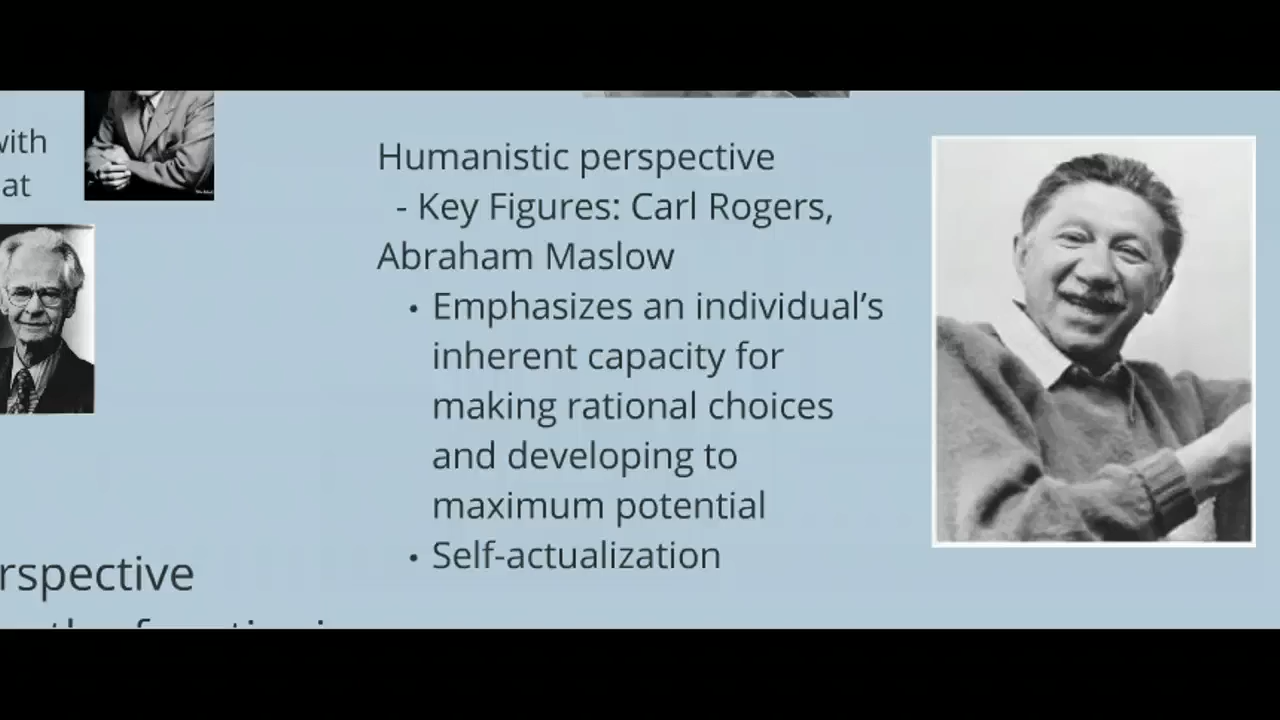 with
at
Humanistic perspective
- Key Figures: Carl Rogers,
Abraham Maslow
• Emphasizes an individual’s
inherent capacity for
making rational choices
and developing to
maximum potential
• Self-actualization
rspective